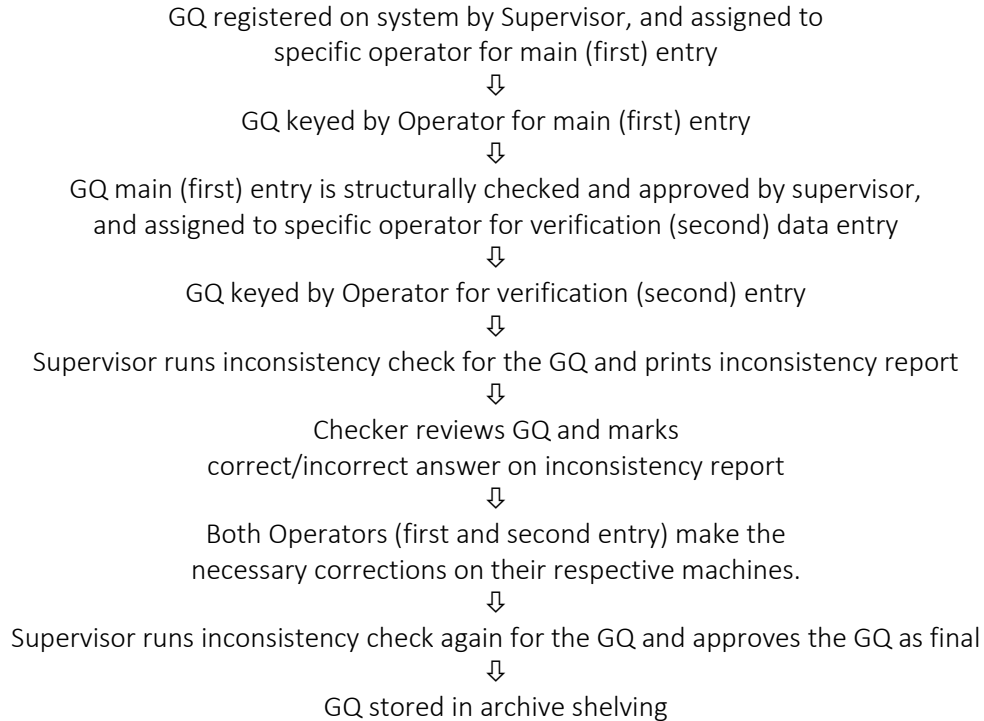 GQ registered on system by Supervisor, and assigned to
specific operator for main (first) entry
⇩
GQ keyed by Operator for main (first) entry
⇩
GQ main (first) entry is structurally checked and approved by supervisor,
and assigned to specific operator for verification (second) data entry
⇩
GQ keyed by Operator for verification (second) entry
⇩
Supervisor runs inconsistency check for the GQ and prints inconsistency report
⇩
Checker reviews GQ and marks
correct/incorrect answer on inconsistency report
⇩
Both Operators (first and second entry) make the
necessary corrections on their respective machines.
⇩
Supervisor runs inconsistency check again for the GQ and approves the GQ as final
⇩
GQ stored in archive shelving